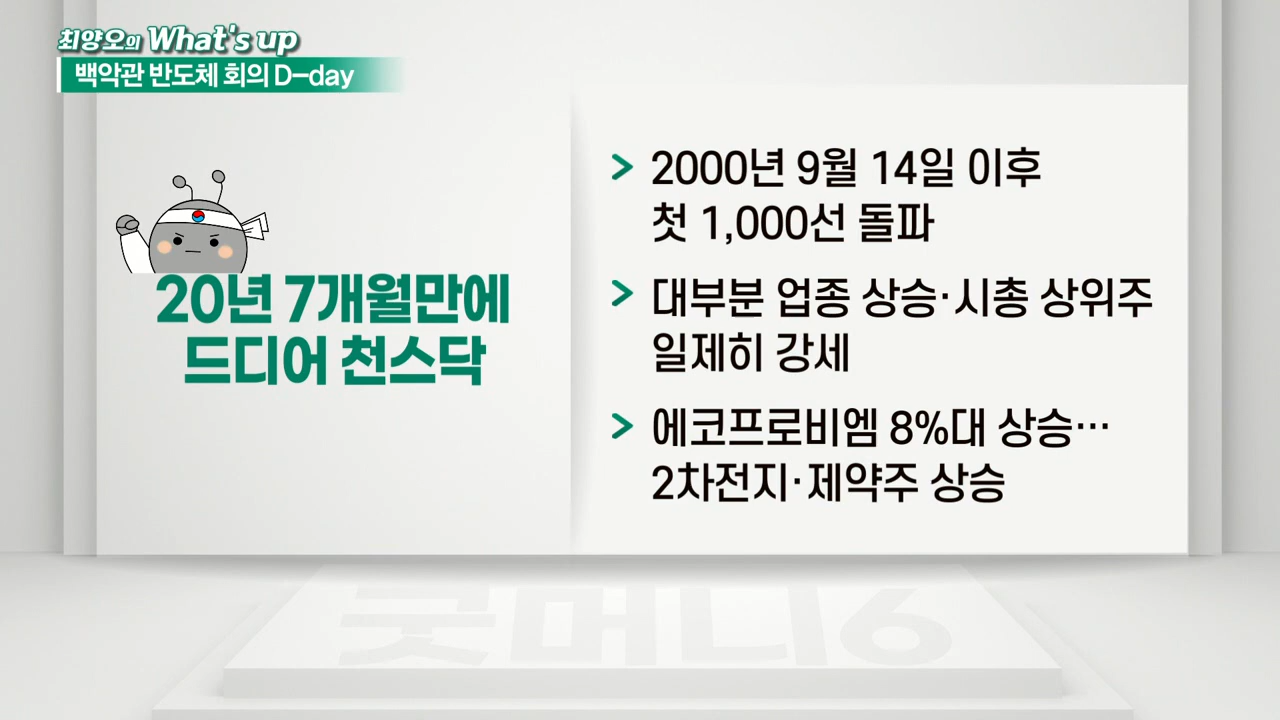 최양오의 What's up
백악관 반도체 회의 D-day
20년 7개월만에
드디어 천스닥
> 2000년 9월 14일 이후
첫 1,000선 돌파
> 대부분 업종 상승·시총 상위주
일제히 강세
> 에코프로비엠 8%대 상승…
2차전지·제약주 상승
굿머니6